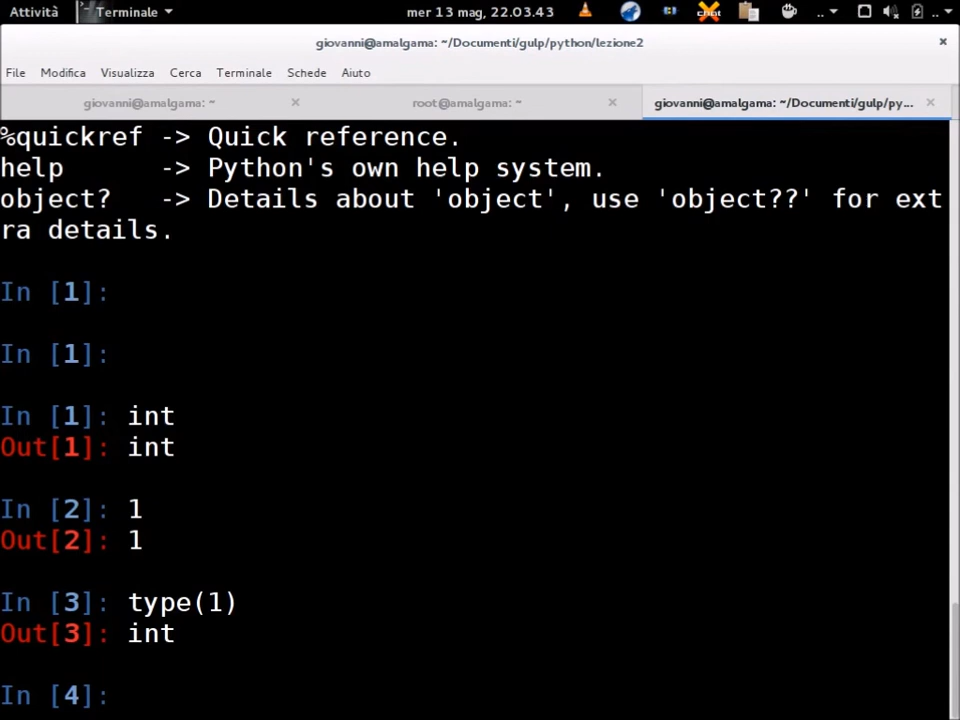 Attività Terminale mer 13 mag, 22.03.43
giovanni@amalgama: ~/Documenti/gulp/python/lezione2
File Modifica Visualizza Cerca Terminale Schede Aiuto
giovanni@amalgama: ~ root@amalgama: ~ giovanni@amalgama: ~/Documenti/gulp/py...
%quickref -> Quick reference.
help -> Python's own help system.
object? -> Details about 'object', use 'object??' for ext
ra details.
In [1]:
In [1]:
In [1]: int
Out[1]: int
In [2]: 1
Out[2]: 1
In [3]: type(1)
Out[3]: int
In [4]: